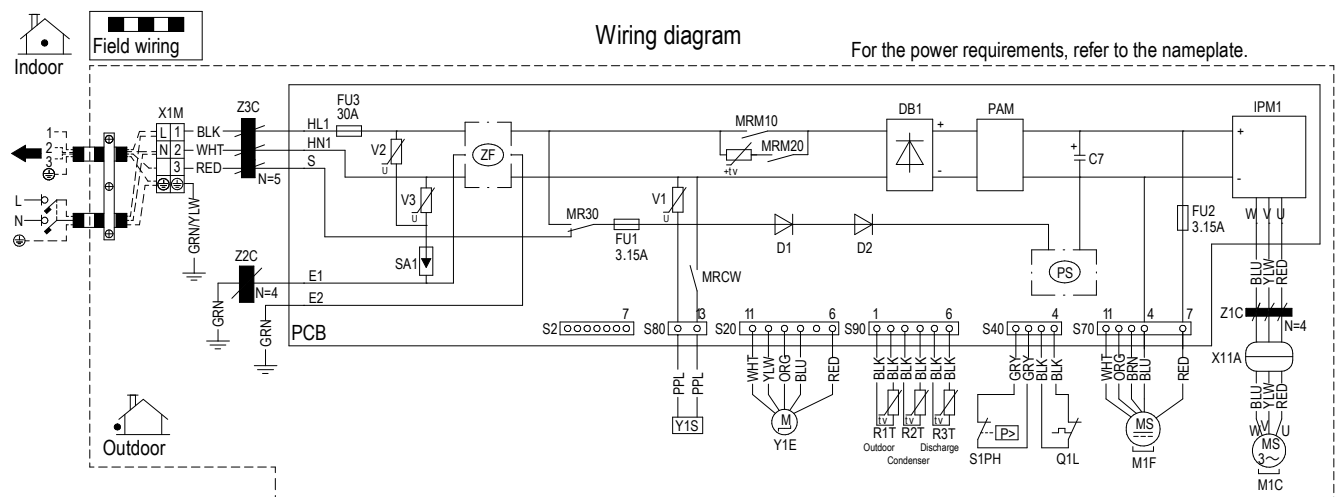 Wiring diagram
For the power requirements, refer to the nameplate.
Indoor
Field wiring
X1M
Z3C
FU3
30A
DB1
PAM
IPM1
1
2
3
L 1 BLK
N 2 WHT
3 RED
N=5
GRN/YLW
HL1
HN1
S
V2
U
V3
U
ZF
MRM10
MRM20
+tv
+
-
+
C7
+
-
W V U
L
N
V1
U
MR30
FU1
3.15A
D1
D2
FU2
3.15A
PS
SA1
MRCW
Z2C
N=4
GRN
GRN
E1
E2
PCB
S2 7
S80 1 3
S20 11 6
S90 1 6
S40 4
S70 11 4 7
BLU
YLW
RED
Z1C
N=4
X11A
BLU
YLW
RED
W V U
MS
3~
M1C
PPL
PPL
Y1S
WHT
YLW
ORG
BLU
RED
M
Y1E
BLK
BLK
BLK
BLK
BLK
BLK
tv
tv
tv
R1T R2T R3T
Outdoor
Condenser
Discharge
GRY
GRY
BLK
BLK
P>
S1PH
Q1L
WHT
ORG
BRN
BLU
RED
MS
M1F
Outdoor